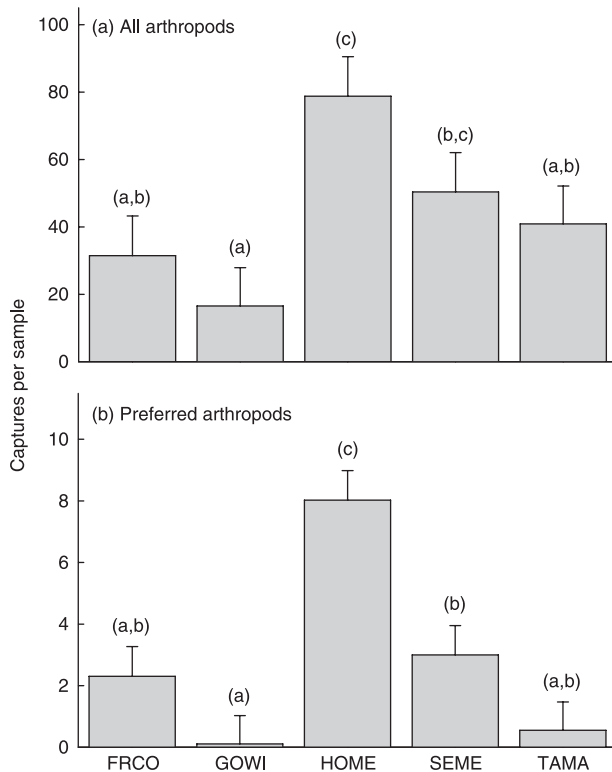 (a) All arthropods
100
80
60
40
20
0
(a,b)
(a)
(c)
(b,c)
(a,b)
Captures per sample
(b) Preferred arthropods
10
8
6
4
2
0
(a,b)
(a)
(c)
(b)
(a,b)
FRCO GOWI HOME SEME TAMA